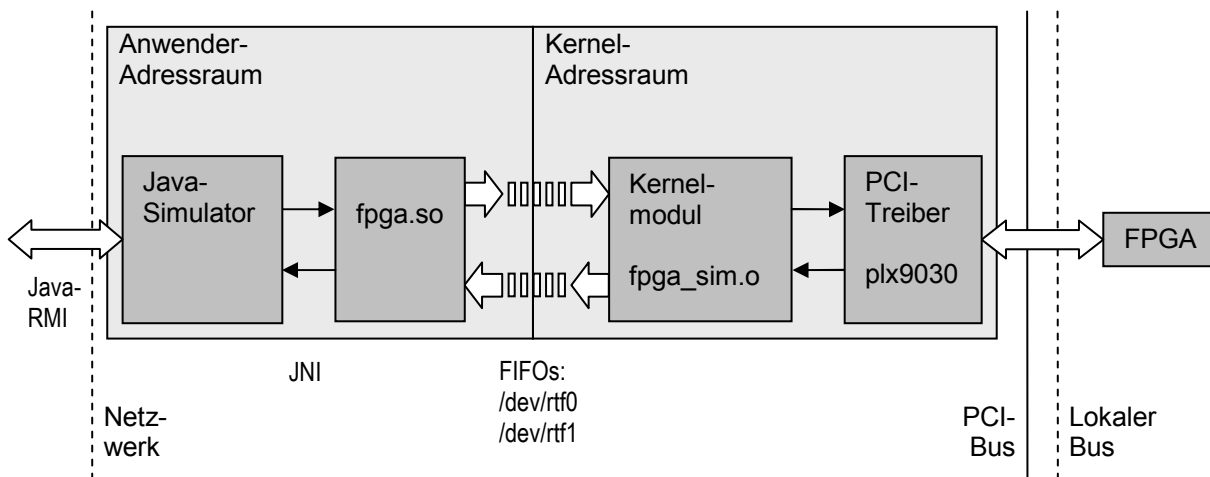 Anwender-
Adressraum
Kernel-
Adressraum
Java-
Simulator
fpga.so
Kernel-
modul
fpga_sim.o
PCI-
Treiber
plx9030
FPGA
Java-
RMI
JNI
FIFOs:
/dev/rtf0
/dev/rtf1
Netz-
werk
PCI-
Bus
Lokaler
Bus